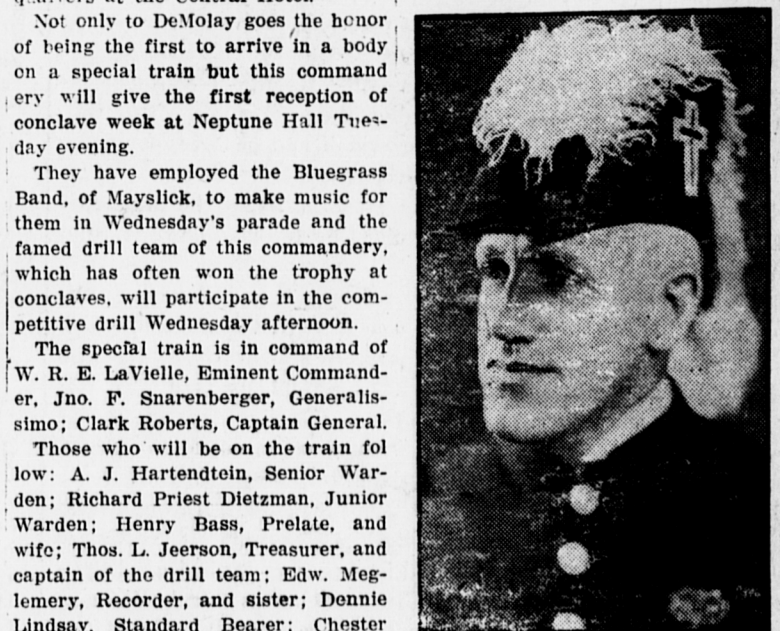 Not only to DeMolay goes the honor
of being the first to arrive in a body
on a special train but this command
ery will give the first reception of
conclave week at Neptune Hall Tues-
day evening.
They have employed the Bluegrass
Band, of Mayslick, to make music for
them in Wednesday's parade and the
famed drill team of this commandery,
which has often won the trophy at
conclaves, will participate in the com-
petitive drill Wednesday afternoon.
The special train is in command of
W. R. E. LaVielle, Eminent Command-
er, Jno. F. Snarenberger, Generalis-
simo; Clark Roberts, Captain General.
Those who will be on the train fol
low: A. J. Hartendtein, Senior War-
den; Richard Priest Dietzman, Junior
Warden; Henry Bass, Prelate, and
wife; Thos. L. Jeerson, Treasurer, and
captain of the drill team; Edw. Meg-
lemery, Recorder, and sister; Dennie
Lindsay, Standard Bearer; Chester